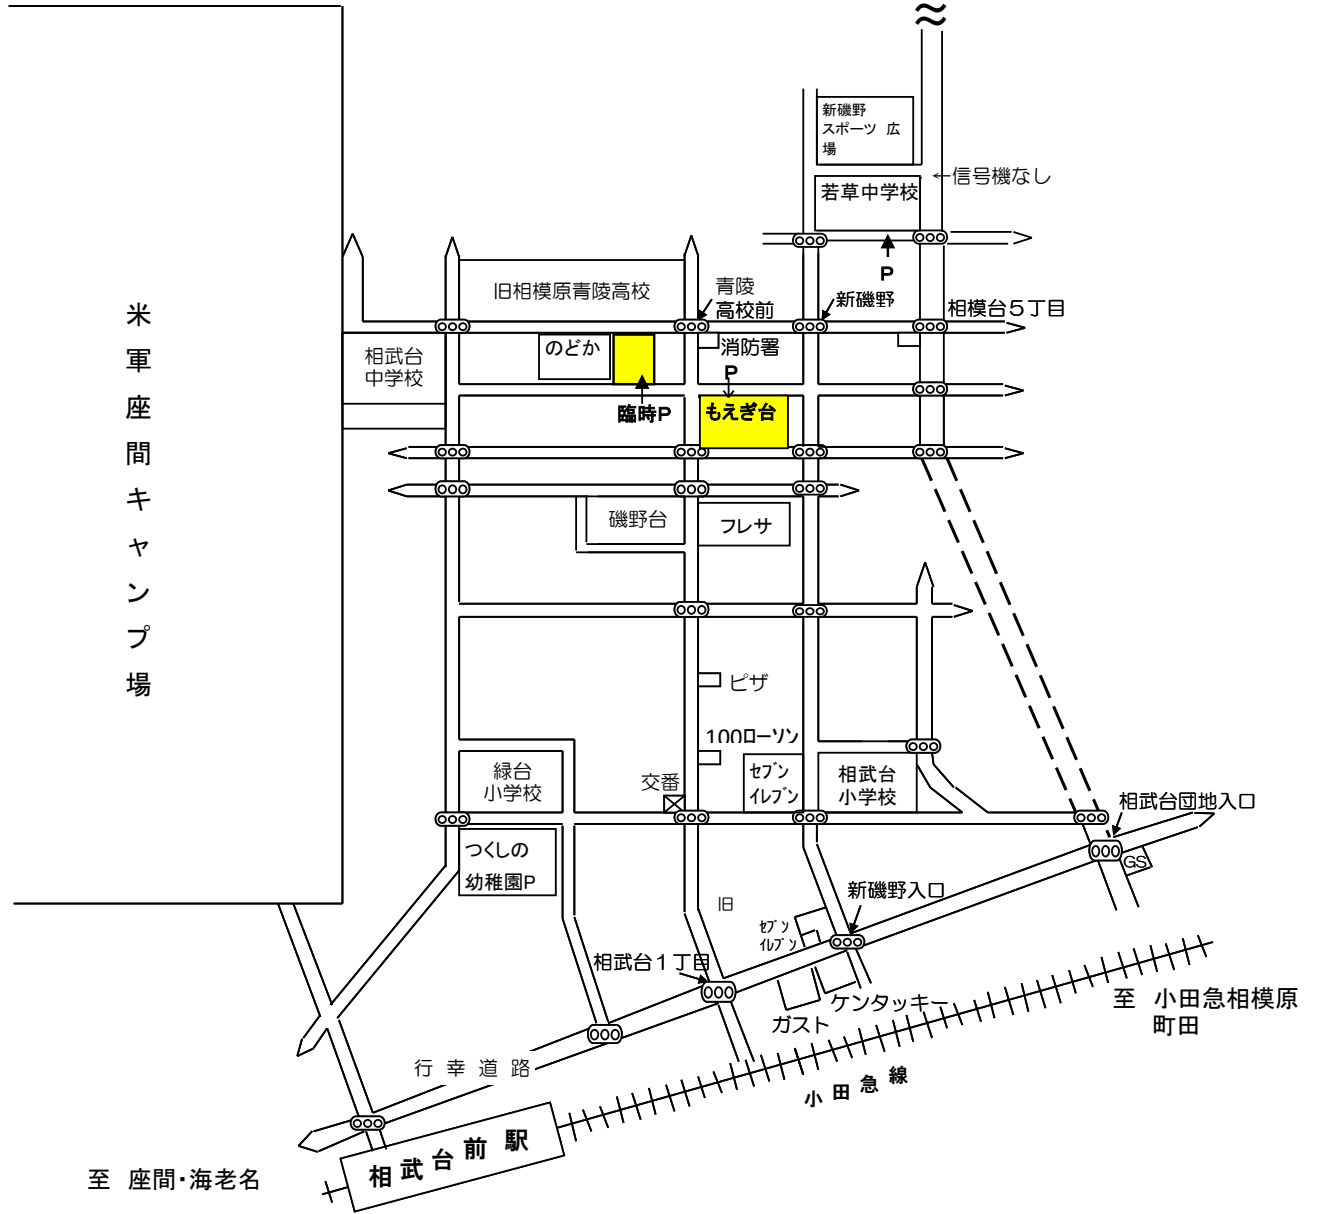 新磯野
スポーツ 広
場
←信号機なし
若草中学校
P
旧相模原青陵高校
青陵
高校前
新磯野
相模台５丁目
米軍座間キャンプ場
相武台
中学校
のどか
消防署
P
臨時P
もえぎ台
磯野台
フレサ
ピザ
100ローソン
緑台
小学校
交番
ｾﾌﾞﾝ
ｲﾚﾌﾞﾝ
相武台
小学校
相武台団地入口
つくしの
幼稚園P
GS
旧
新磯野入口
ｾﾌﾞﾝ
ｲﾚﾌﾞﾝ
相武台１丁目
ケンタッキー
ガスト
至 小田急相模原
町田
行幸道路
小田急線
相武台前駅
至 座間・海老名